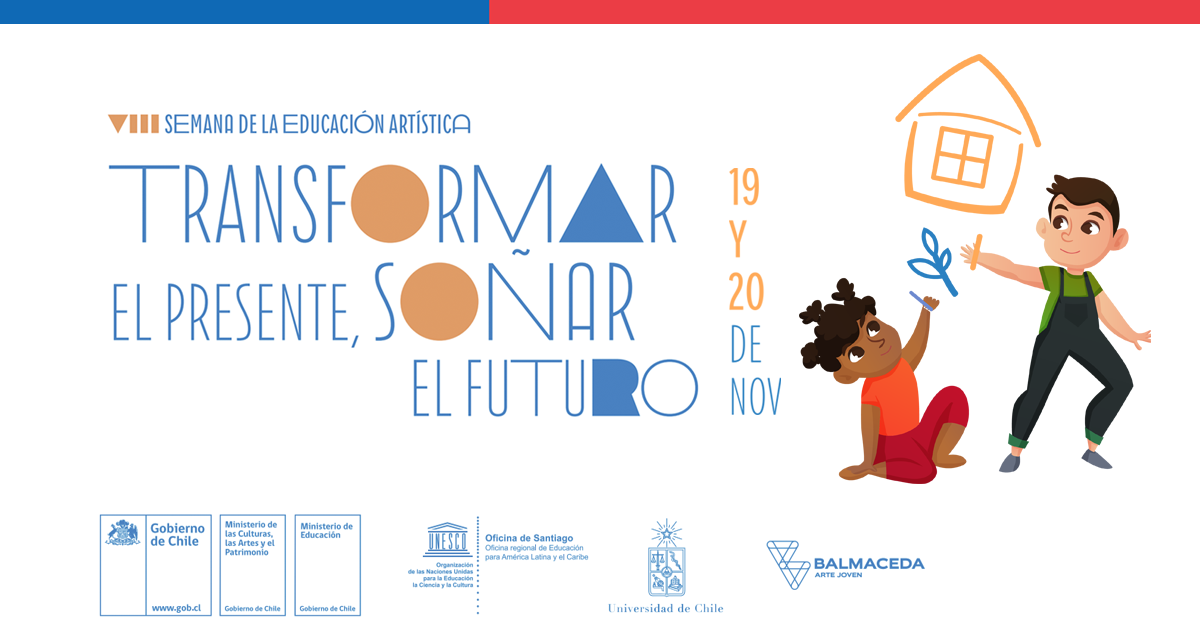 VIII SEMANA DE LA EDUCACIÓN ARTÍSTICA
TRANSFORMAR
EL PRESENTE, SOÑAR
EL FUTURO
19
Y
20
DE
NOV
Gobierno
de Chile
www.gob.cl
Ministerio de
las Culturas,
las Artes y el
Patrimonio
Gobierno de Chile
Ministerio de
Educación
Gobierno de Chile
UNESCO
Organización
de las Naciones Unidas
para la Educación
la Ciencia y la Cultura
Oficina de Santiago
Oficina regional de Educación
para América Latina y el Caribe
Universidad de Chile
BALMACEDA
ARTE JOVEN